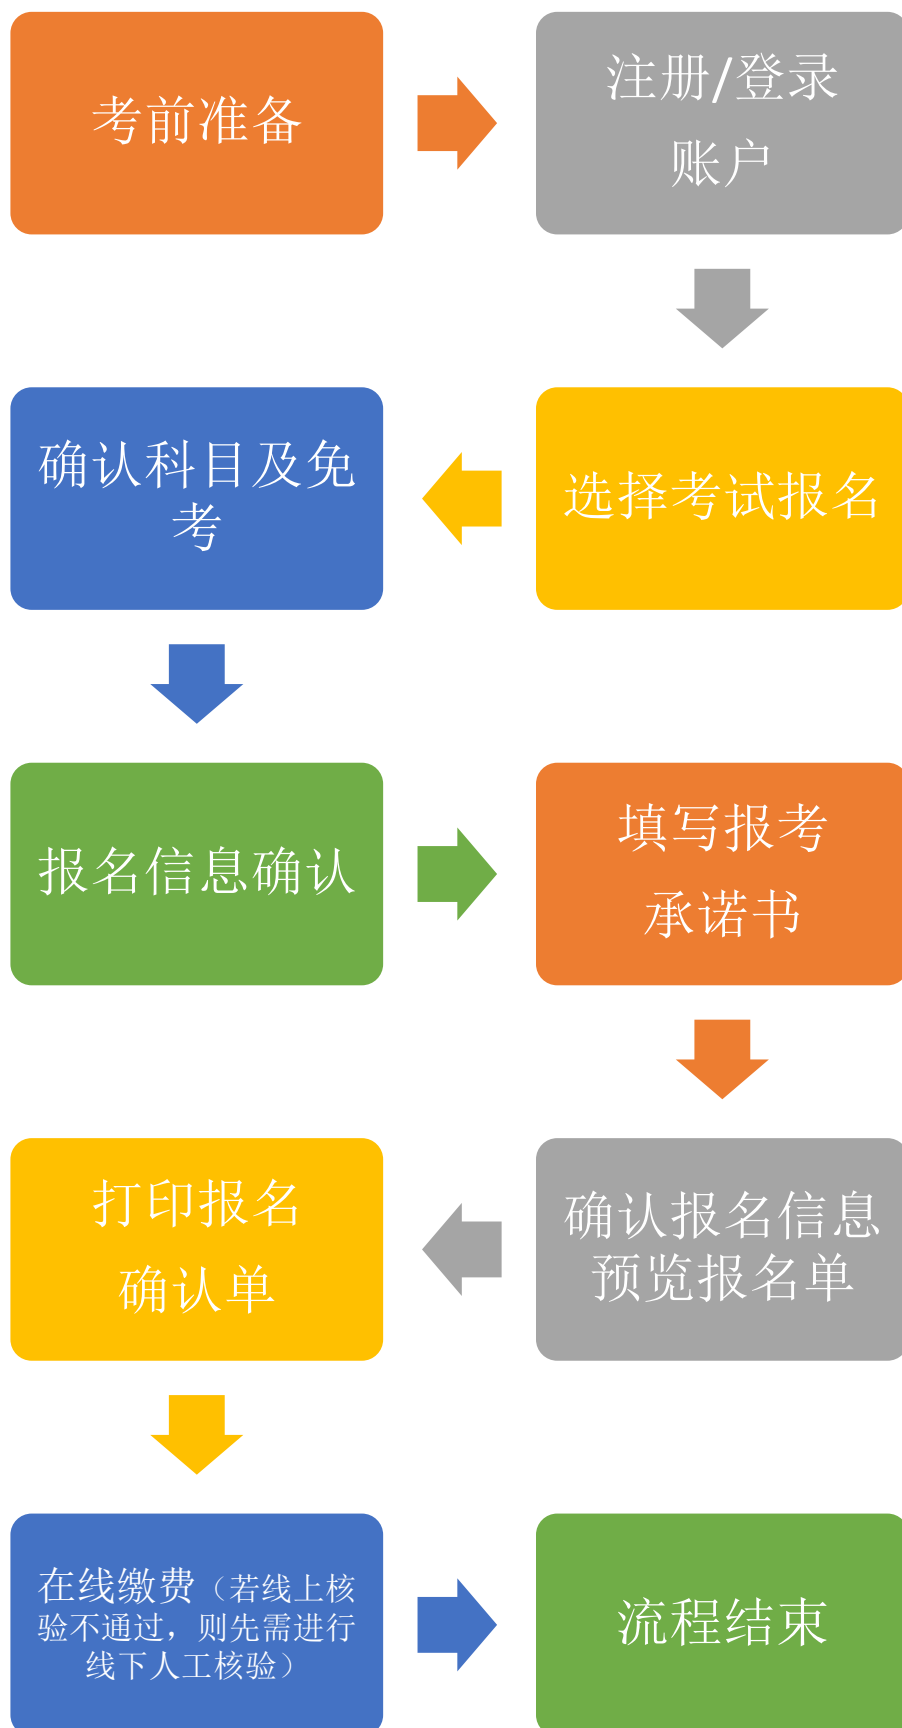 考前准备
注册/登录
账户
选择考试报名
确认科目及免
考
报名信息确认
填写报考
承诺书
确认报名信息
预览报名单
打印报名
确认单
在线缴费（若线上核
验不通过，则先需进行
线下人工核验）
流程结束